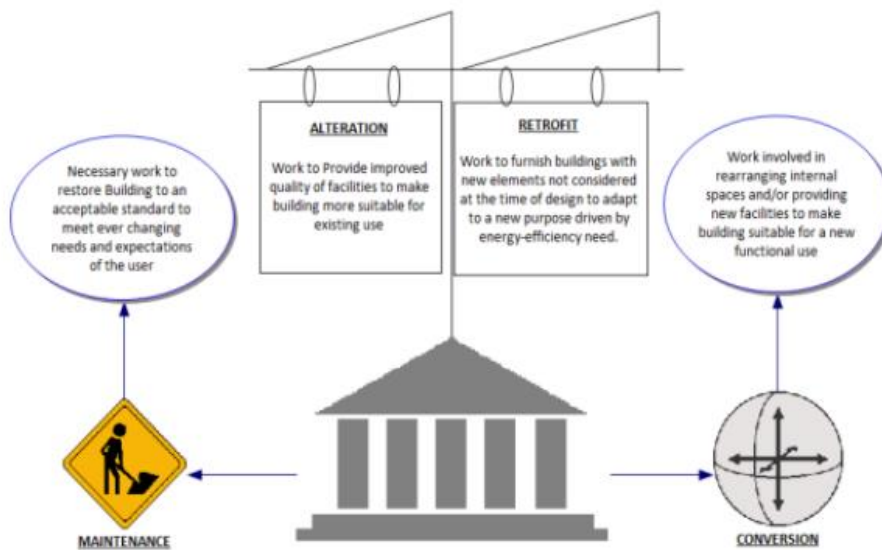 ALTERATION
Work to Provide improved
quality of facilities to make
building more suitable for
existing use
RETROFIT
Work to furnish buildings with
new elements not considered
at the time of design to adapt
to a new purpose driven by
energy-efficiency need.
Necessary work to
restore Building to an
acceptable standard to
meet ever changing
needs and expectations
of the user
Work involved in
rearranging internal
spaces and/or providing
new facilities to make
building suitable for a new
functional use
MAINTENANCE
CONVERSION